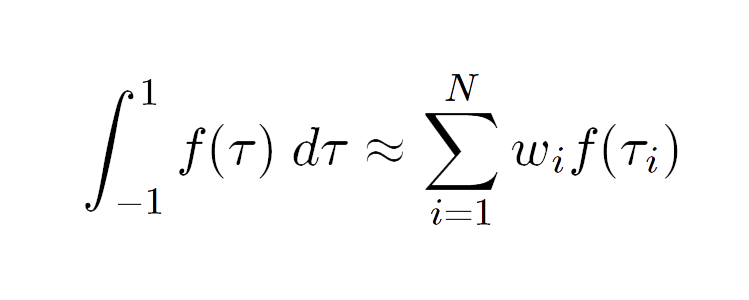 ∫_{-1}^{1} f(τ) dτ ≈ ∑_{i=1}^{N} w_i f(τ_i)